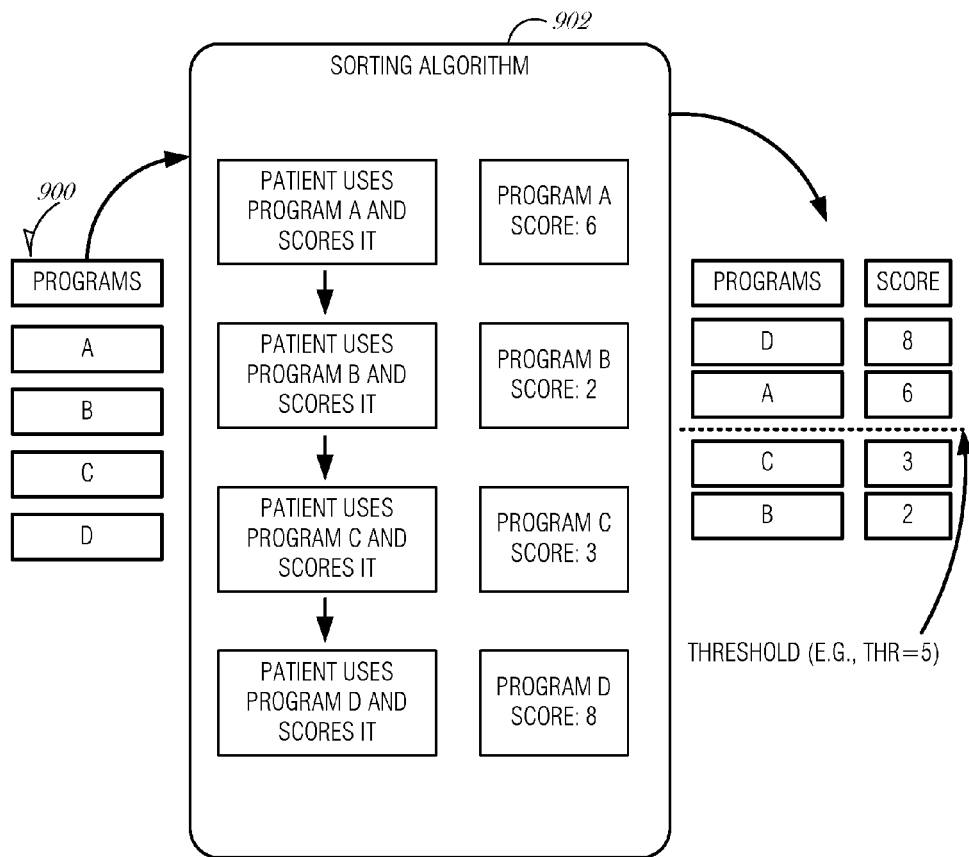 902
SORTING ALGORITHM
900
PROGRAMS
A
B
C
D
PATIENT USES
PROGRAM A AND
SCORES IT
PROGRAM A
SCORE: 6
PATIENT USES
PROGRAM B AND
SCORES IT
PROGRAM B
SCORE: 2
PATIENT USES
PROGRAM C AND
SCORES IT
PROGRAM C
SCORE: 3
PATIENT USES
PROGRAM D AND
SCORES IT
PROGRAM D
SCORE: 8
PROGRAMS SCORE
D 8
A 6
C 3
B 2
THRESHOLD (E.G., THR=5)